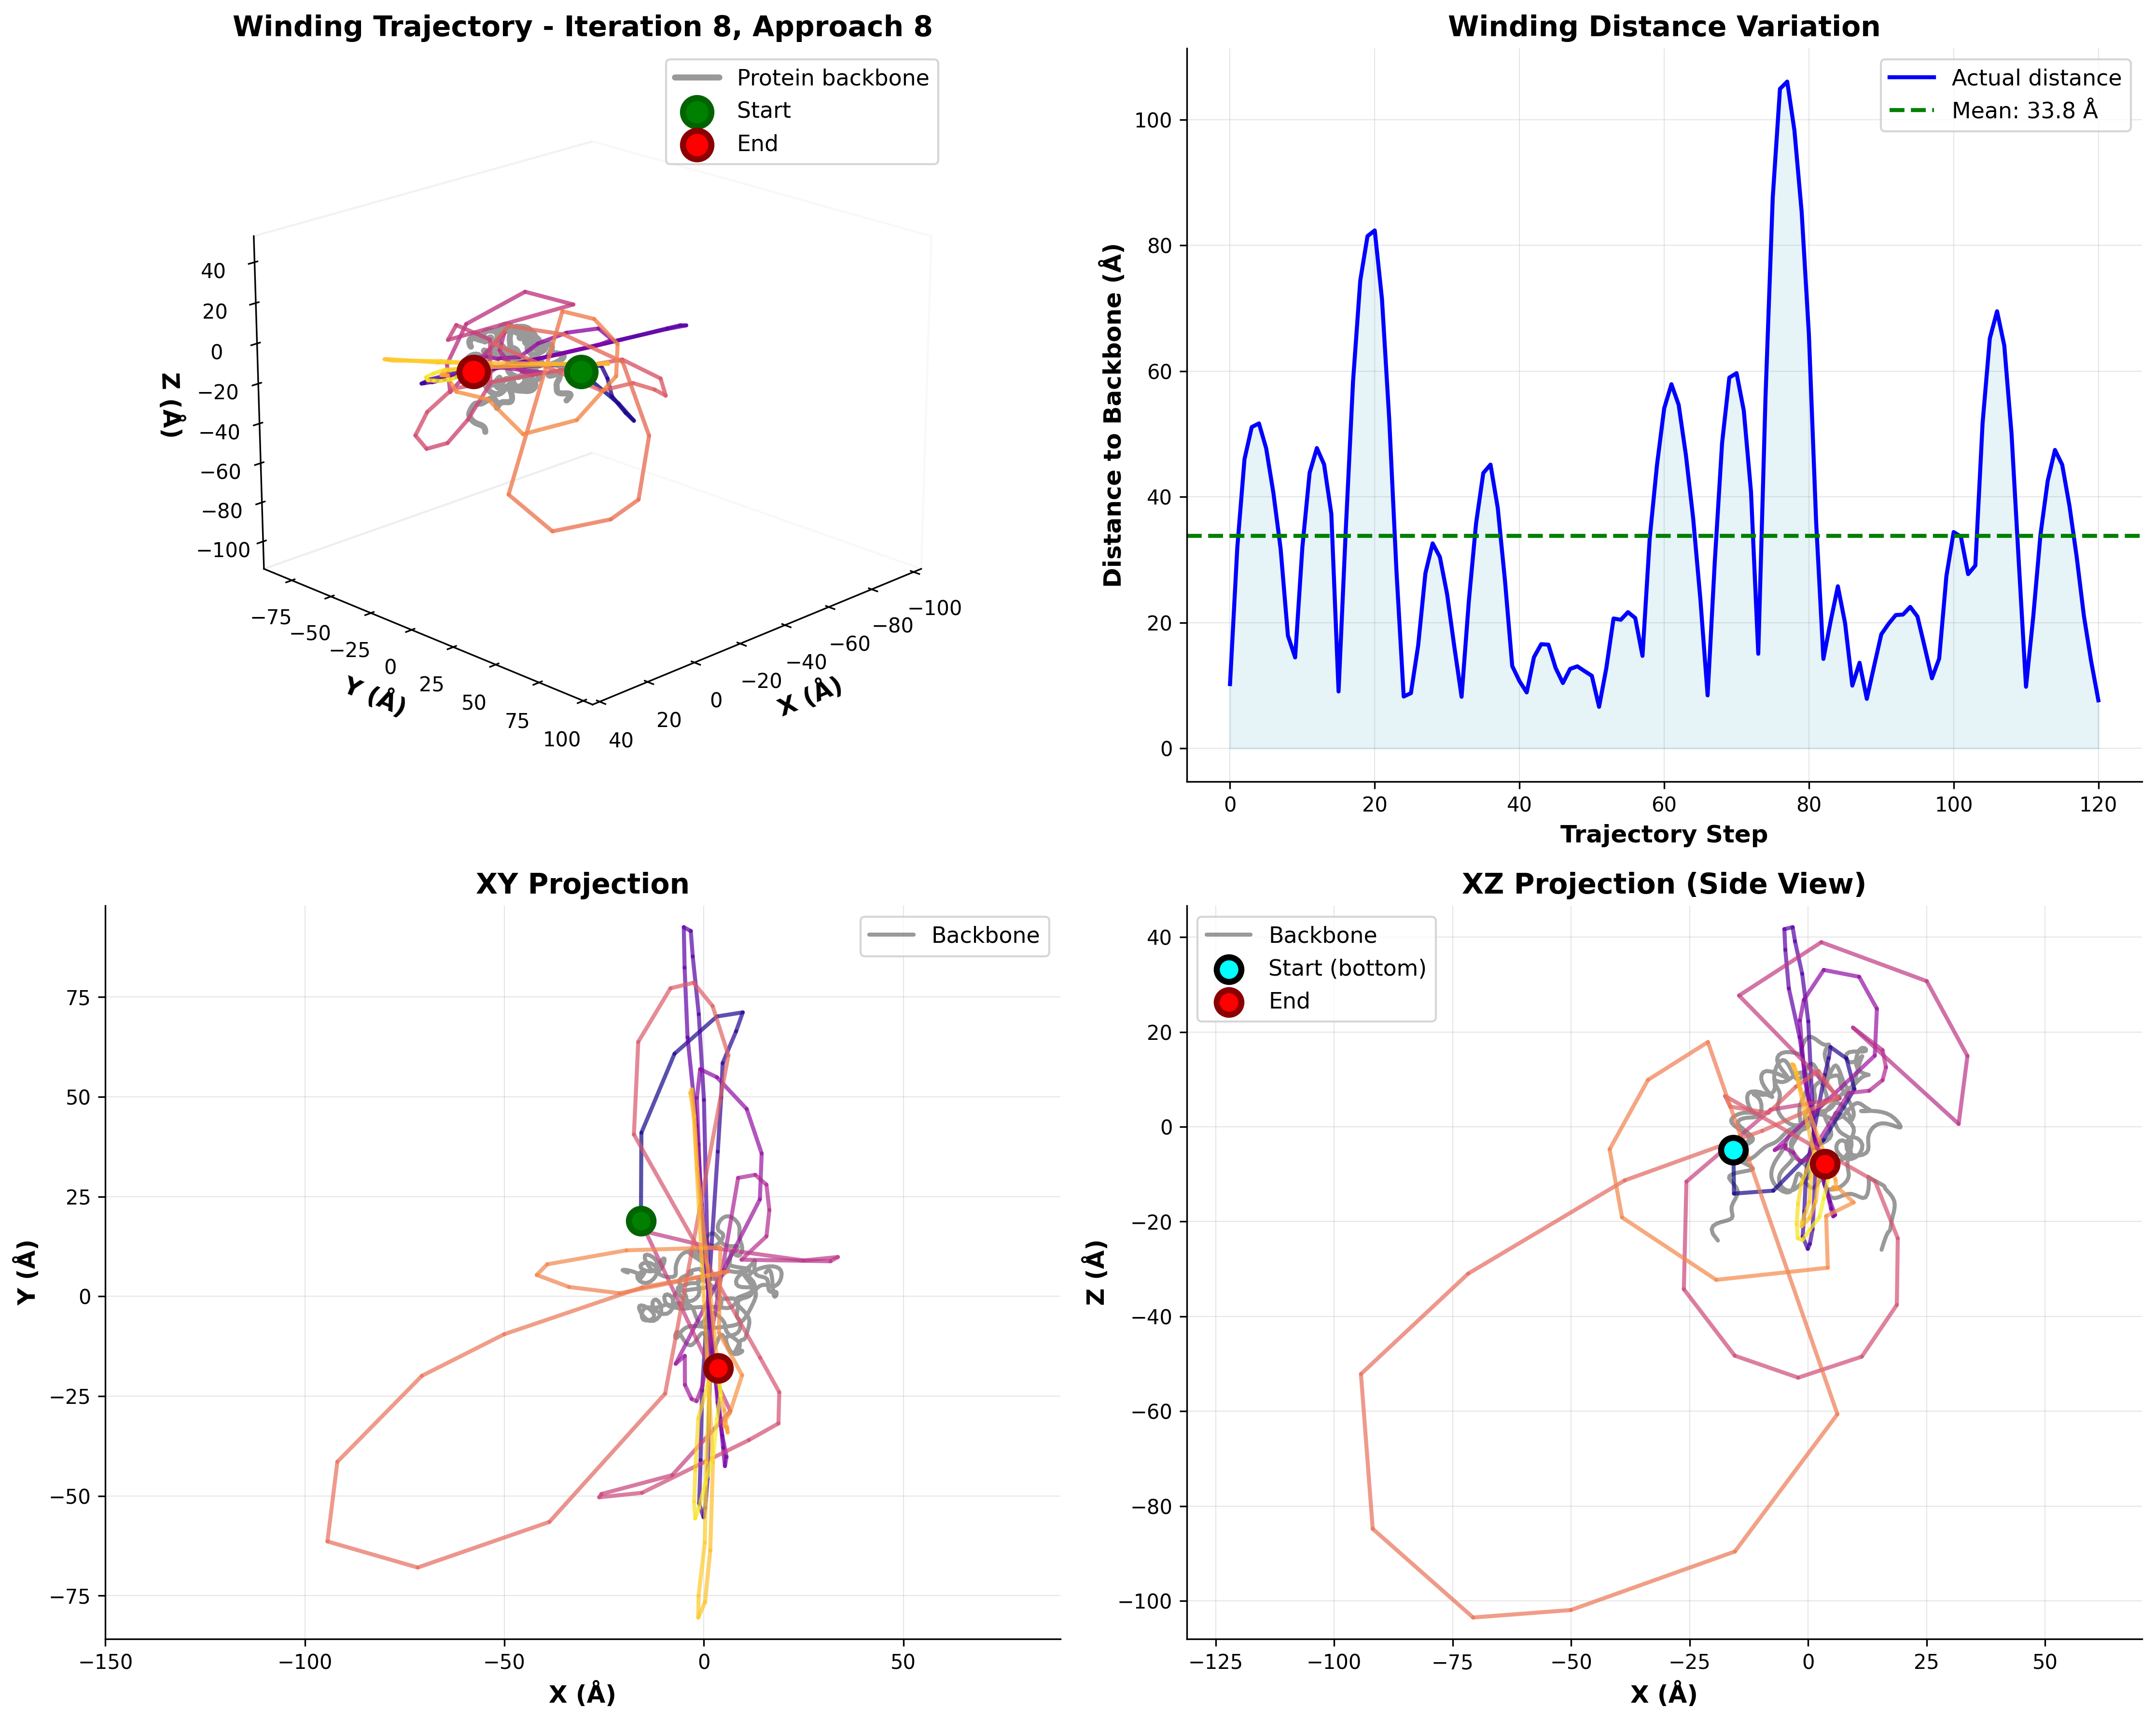 Winding Trajectory - Iteration 8, Approach 8
Protein backbone
Start
End
40
20
0
−20
−40
−60
−80
−100
Z (Å)
−75
−50
−25
0
25
50
75
100
Y (Å)
40
20
0
−20
−40
−60
−80
−100
X (Å)
Winding Distance Variation
Actual distance
Mean: 33.8 Å
100
80
60
40
20
0
Distance to Backbone (Å)
0 20 40 60 80 100 120
Trajectory Step
XY Projection
Backbone
75
50
25
0
−25
−50
−75
Y (Å)
−150 −100 −50 0 50
X (Å)
XZ Projection (Side View)
Backbone
Start (bottom)
End
40
20
0
−20
−40
−60
−80
−100
Z (Å)
−125 −100 −75 −50 −25 0 25 50
X (Å)